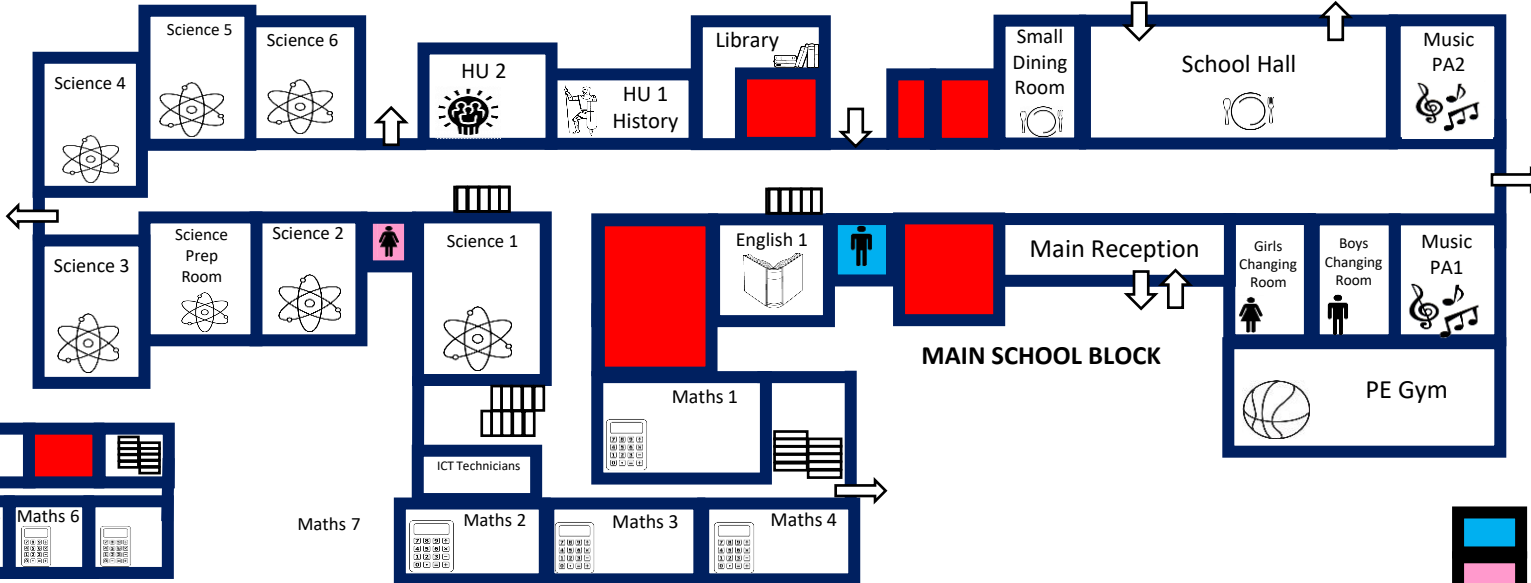 Science 5
Science 6
Science 4
HU 2
HU 1
History
Library
Small
Dining
Room
School Hall
Music
PA2
Science 3
Science
Prep
Room
Science 2
Science 1
English 1
Main Reception
Girls
Changing
Room
Boys
Changing
Room
Music
PA1
MAIN SCHOOL BLOCK
PE Gym
Maths 1
ICT Technicians
Maths 6
Maths 7
Maths 2
Maths 3
Maths 4